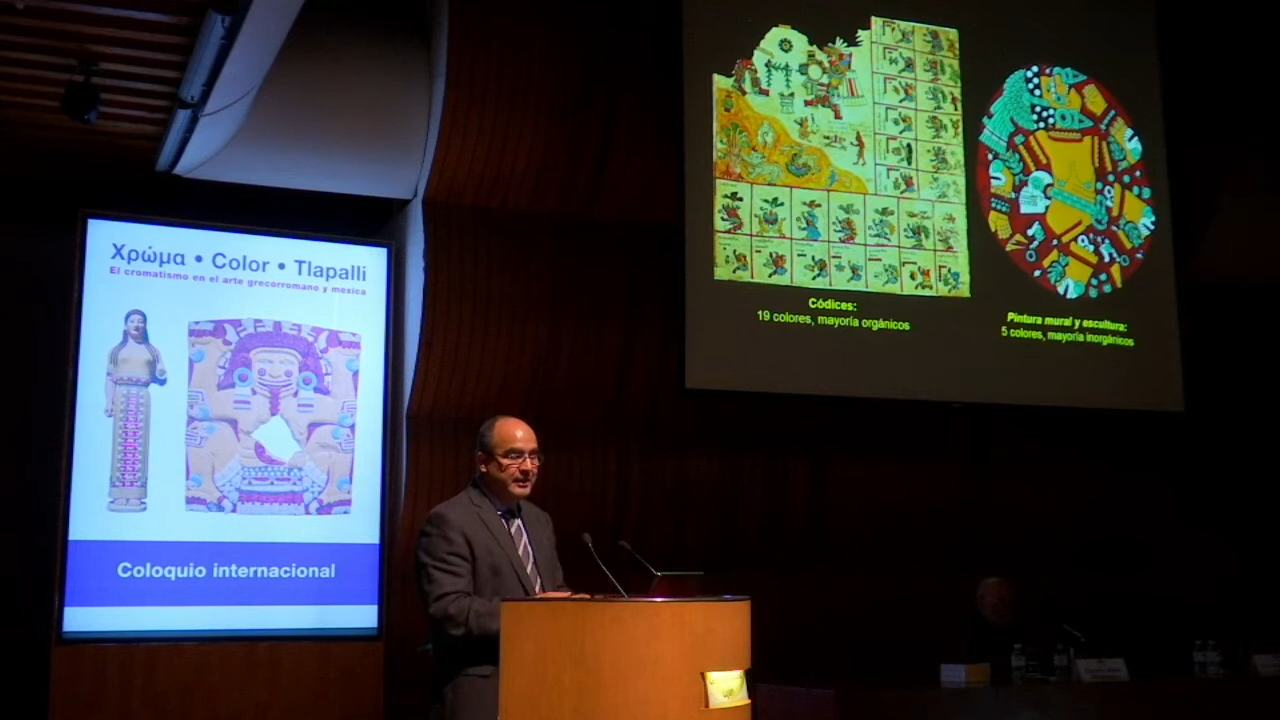 Χρώμα • Color • Tlapalli
El cromatismo en el arte grecorromano y mexica
Coloquio internacional
Códices:
19 colores, mayoría orgánicos
Pintura mural y escultura:
5 colores, mayoría inorgánicos